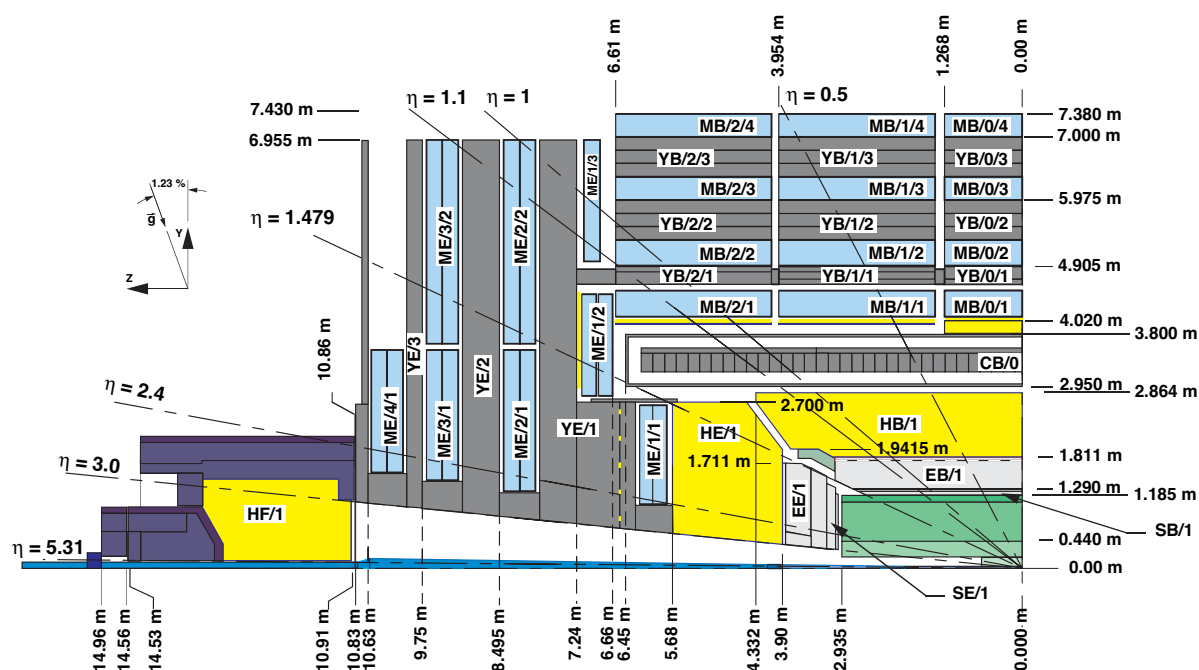 6.61 m
3.954 m
1.268 m
0.00 m
η = 1.1
η = 1
η = 0.5
7.430 m
6.955 m
7.380 m
7.000 m
MB/2/4
MB/1/4
MB/0/4
YB/2/3
YB/1/3
YB/0/3
ME/1/3
1.23 %
g
Y
Z
MB/2/3
MB/1/3
MB/0/3
5.975 m
η = 1.479
ME/3/2
ME/2/2
YB/2/2
YB/1/2
YB/0/2
MB/2/2
MB/1/2
MB/0/2
4.905 m
YB/2/1
YB/1/1
YB/0/1
MB/2/1
MB/1/1
MB/0/1
4.020 m
3.800 m
10.86 m
YE/3
YE/2
ME/1/2
CB/0
2.950 m
2.864 m
η = 2.4
ME/4/1
ME/3/1
ME/2/1
YE/1
ME/1/1
HE/1
2.700 m
HB/1
1.9415 m
1.711 m
1.811 m
η = 3.0
EB/1
1.290 m
1.185 m
HF/1
EE/1
SB/1
0.440 m
η = 5.31
0.00 m
SE/1
14.96 m
14.56 m
14.53 m
10.91 m
10.83 m
10.63 m
9.75 m
8.495 m
7.24 m
6.66 m
6.45 m
5.68 m
4.332 m
3.90 m
2.935 m
0.000 m